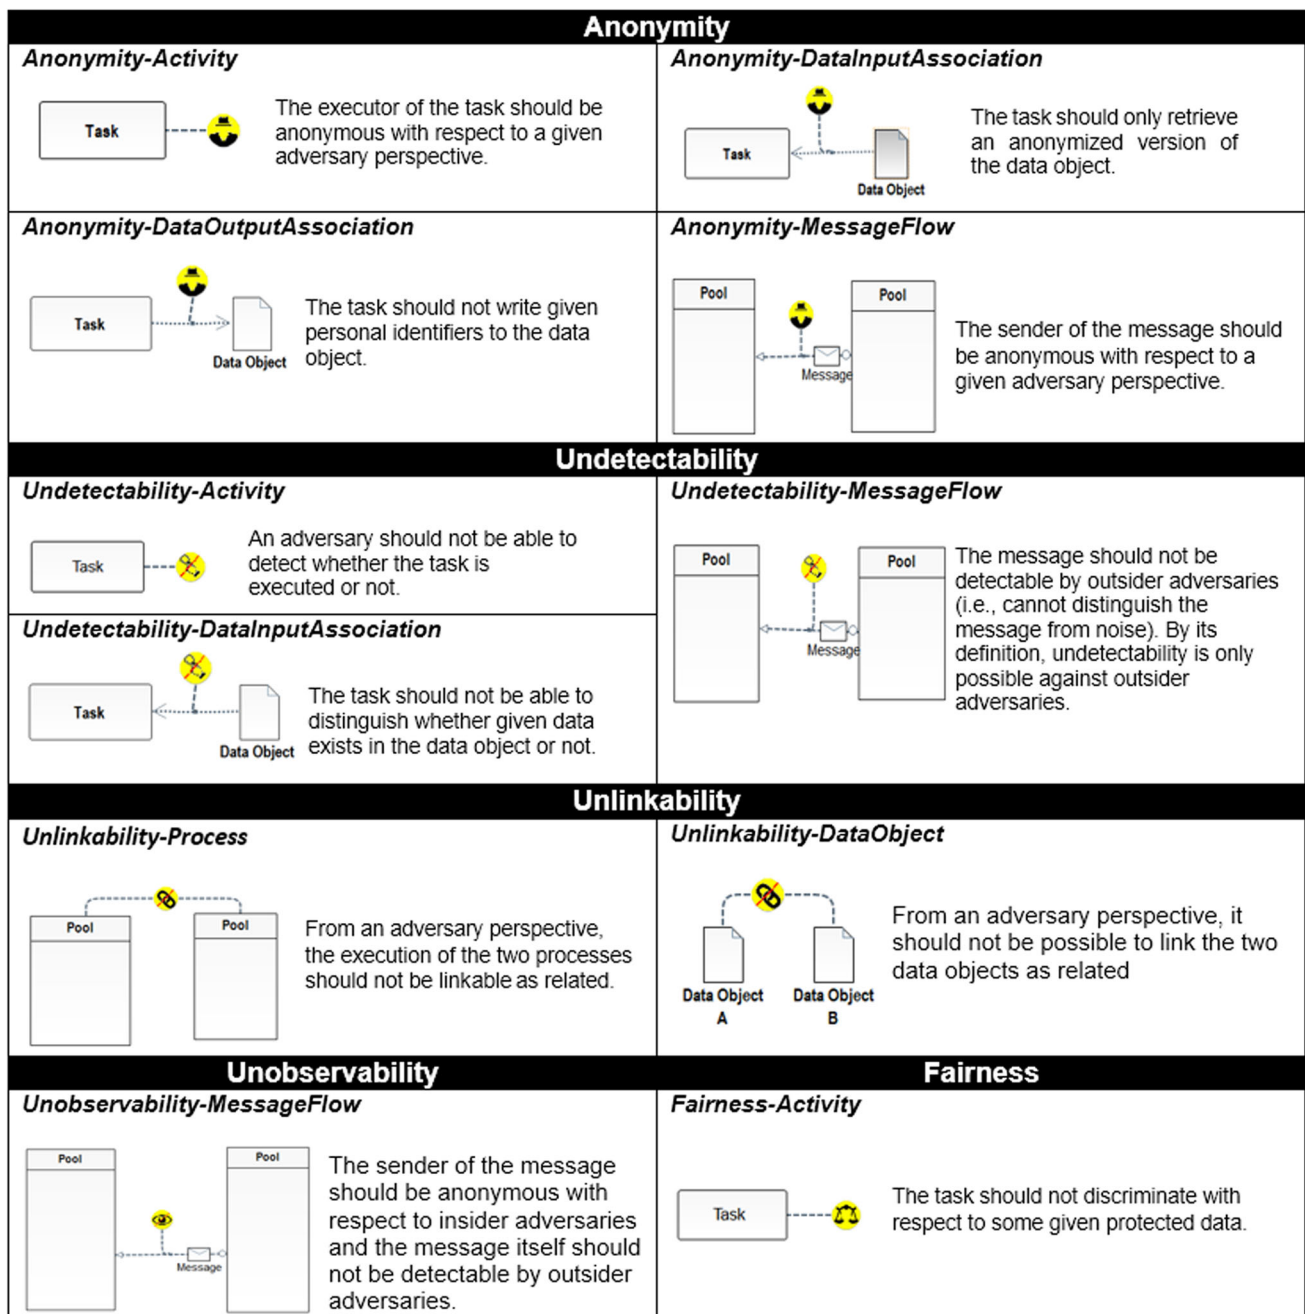 Anonymity
Anonymity-Activity
Task
The executor of the task should be
anonymous with respect to a given
adversary perspective.
Anonymity-DataInputAssociation
Task
Data Object
The task should only retrieve
an anonymized version of
the data object.
Anonymity-DataOutputAssociation
Task
Data Object
The task should not write given
personal identifiers to the data
object.
Anonymity-MessageFlow
Pool
Pool
Message
The sender of the message should
be anonymous with respect to a
given adversary perspective.
Undetectability
Undetectability-Activity
Task
An adversary should not be able to
detect whether the task is
executed or not.
Undetectability-MessageFlow
Pool
Pool
Message
The message should not be
detectable by outsider adversaries
(i.e., cannot distinguish the
message from noise). By its
definition, undetectability is only
possible against outsider
adversaries.
Undetectability-DataInputAssociation
Task
Data Object
The task should not be able to
distinguish whether given data
exists in the data object or not.
Unlinkability
Unlinkability-Process
Pool
Pool
From an adversary perspective,
the execution of the two processes
should not be linkable as related.
Unlinkability-DataObject
Data Object
A
Data Object
B
From an adversary perspective, it
should not be possible to link the two
data objects as related
Unobservability
Unobservability-MessageFlow
Pool
Pool
Message
The sender of the message
should be anonymous with
respect to insider adversaries
and the message itself should
not be detectable by outsider
adversaries.
Fairness
Fairness-Activity
Task
The task should not discriminate with
respect to some given protected data.